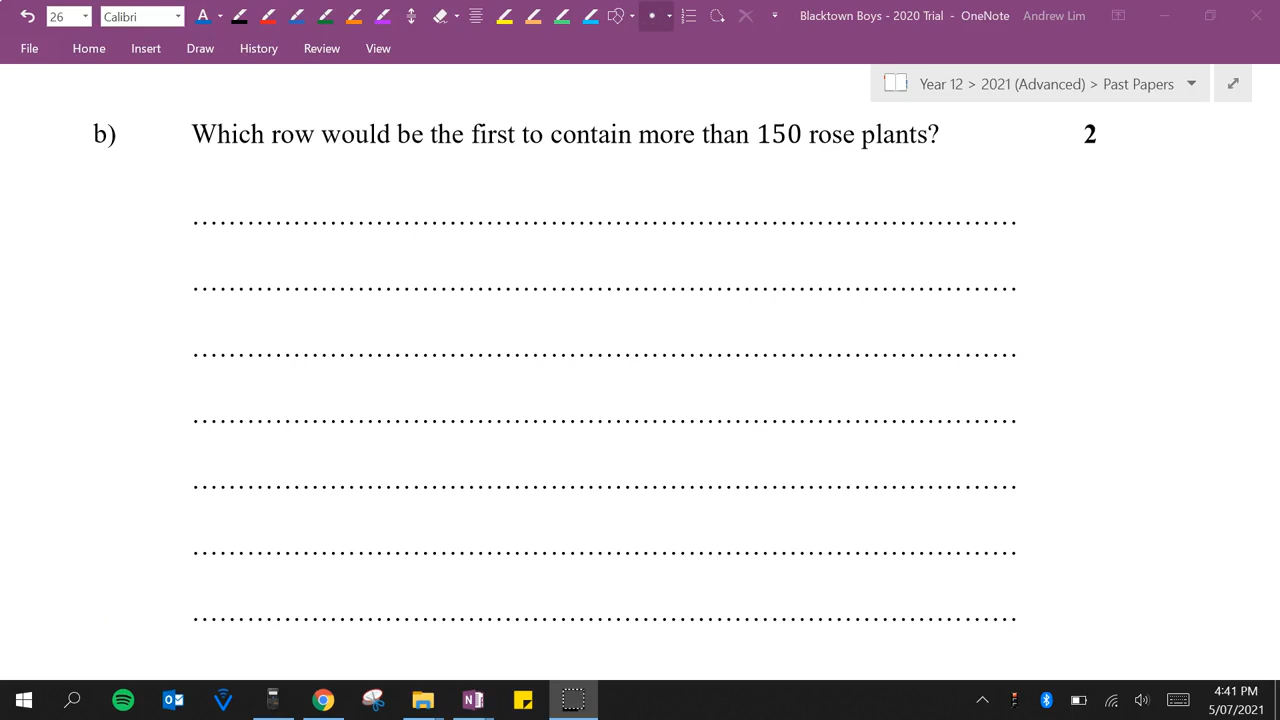 26 Calibri A Blacktown Boys - 2020 Trial - OneNote Andrew Lim
File Home Insert Draw History Review View
Year 12 > 2021 (Advanced) > Past Papers
b) Which row would be the first to contain more than 150 rose plants? 2
4:41 PM
5/07/2021